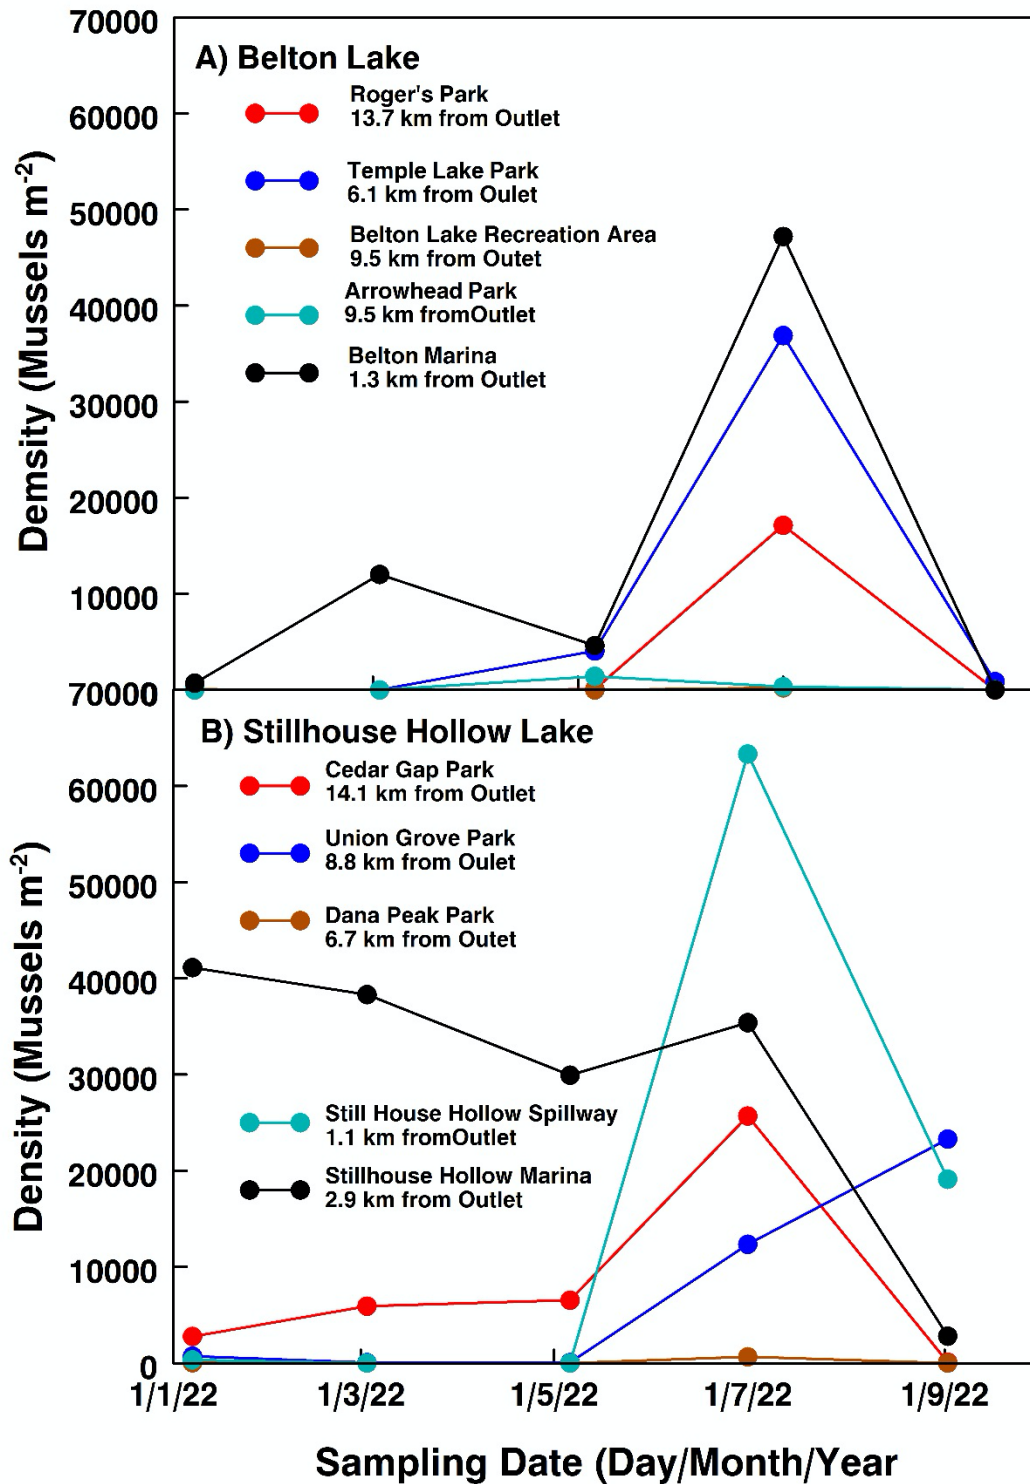 70000
A) Belton Lake
Roger's Park
13.7 km from Outlet
60000
Temple Lake Park
6.1 km from Oulet
50000
Belton Lake Recreation Area
9.5 km from Outet
Arrowhead Park
9.5 km fromOutlet
40000
Belton Marina
1.3 km from Outlet
30000
20000
10000
Demsity (Mussels m-2)
70000
B) Stillhouse Hollow Lake
Cedar Gap Park
14.1 km from Outlet
60000
Union Grove Park
8.8 km from Oulet
50000
Dana Peak Park
6.7 km from Outet
40000
30000
Still House Hollow Spillway
1.1 km fromOutlet
20000
Stillhouse Hollow Marina
2.9 km from Outlet
10000
0
Density (Mussels m-2)
1/1/22 1/3/22 1/5/22 1/7/22 1/9/22
Sampling Date (Day/Month/Year